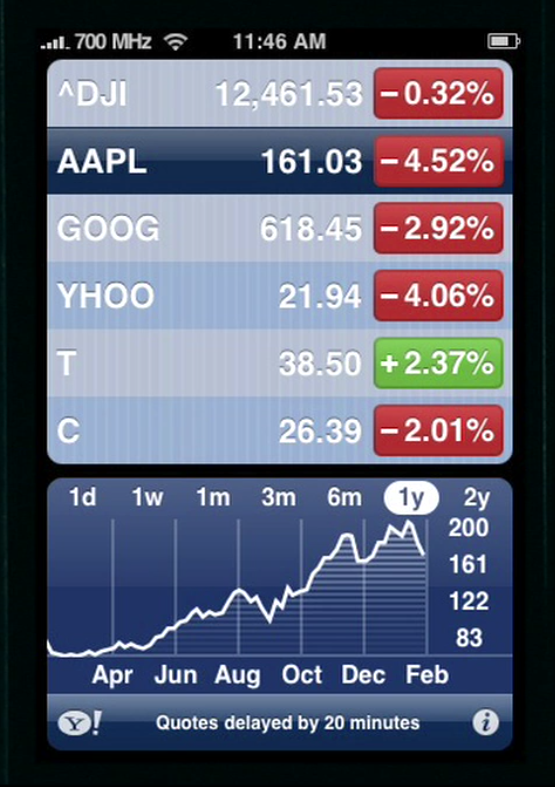 700 MHz 11:46 AM
^DJI 12,461.53 −0.32%
AAPL 161.03 −4.52%
GOOG 618.45 −2.92%
YHOO 21.94 −4.06%
T 38.50 +2.37%
C 26.39 −2.01%
1d 1w 1m 3m 6m 1y 2y
200
161
122
83
Apr Jun Aug Oct Dec Feb
Y! Quotes delayed by 20 minutes i